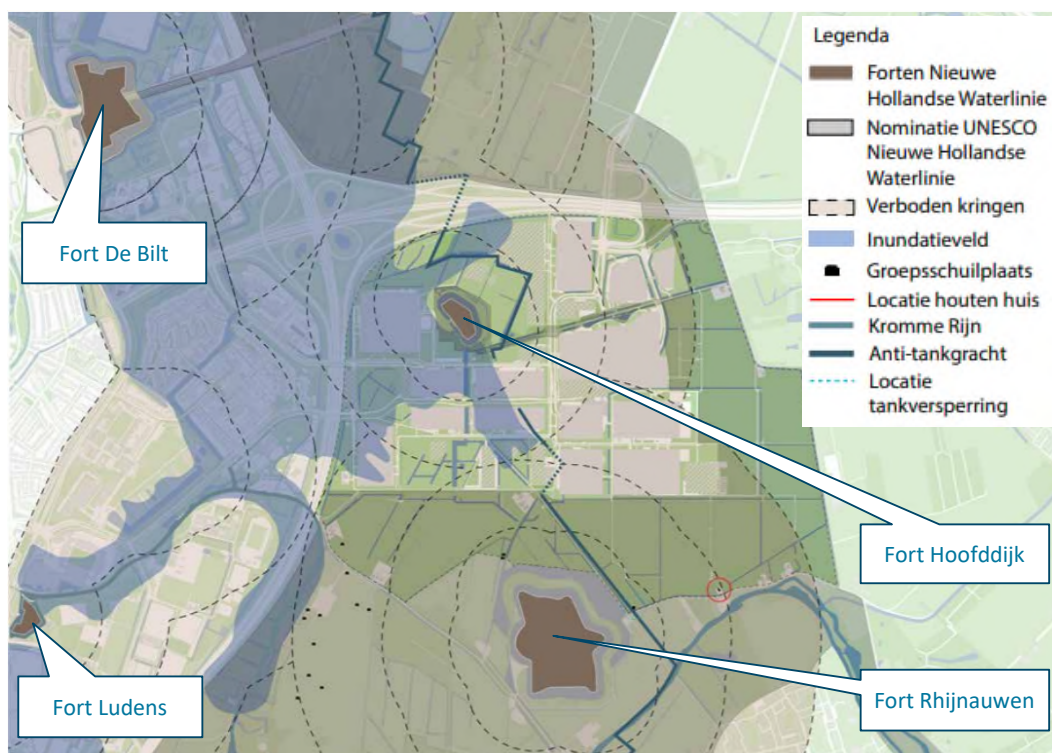 Legenda
Forten Nieuwe
Hollandse Waterlinie
Nominatie UNESCO
Nieuwe Hollandse
Waterlinie
Verboden kringen
Inundatieveld
Groepsschuilplaats
Locatie houten huis
Kromme Rijn
Anti-tankgracht
Locatie
tankversperring
Fort De Bilt
Fort Hoofddijk
Fort Ludens
Fort Rhijnauwen